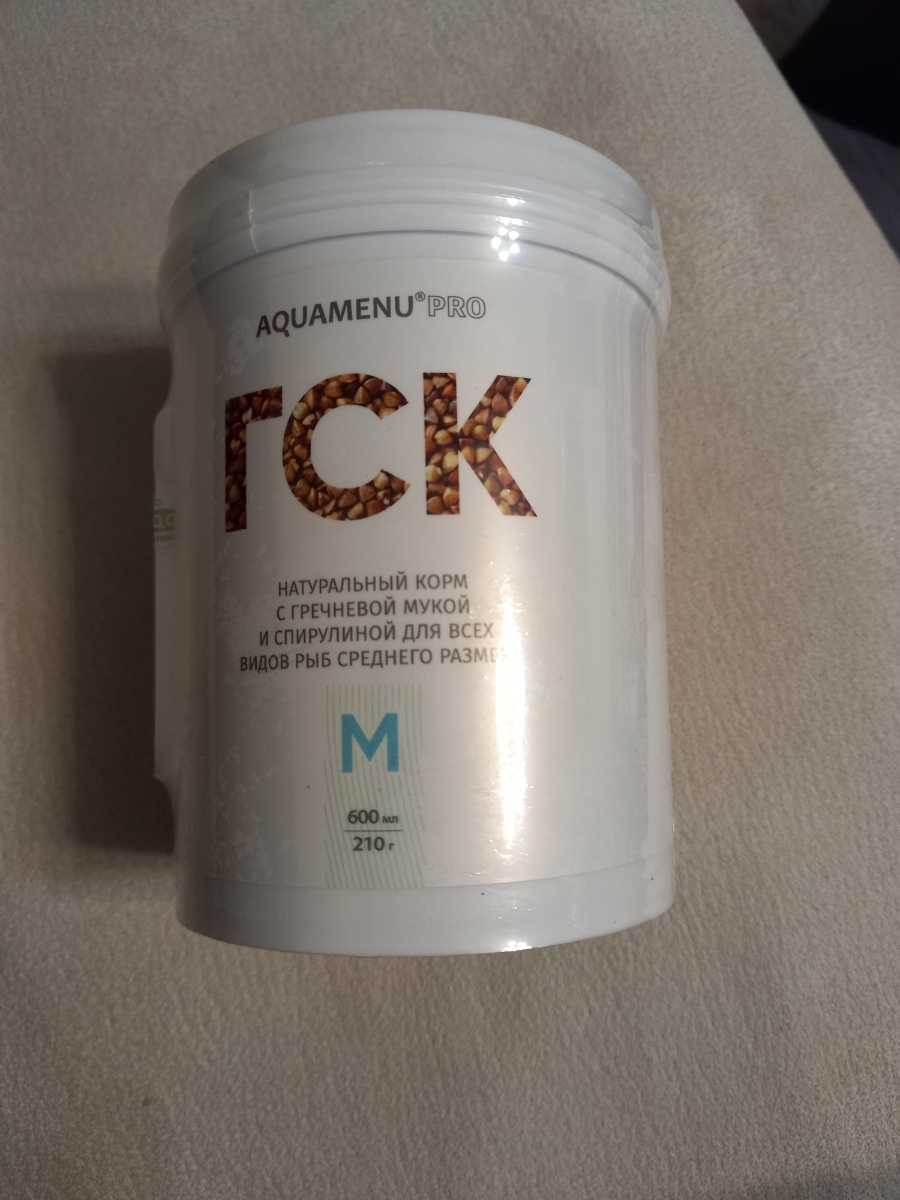 AQUAMENU® PRO
ГСК
НАТУРАЛЬНЫЙ КОРМ
С ГРЕЧНЕВОЙ МУКОЙ
И СПИРУЛИНОЙ ДЛЯ ВСЕХ
ВИДОВ РЫБ СРЕДНЕГО
M
600 мл
210 г